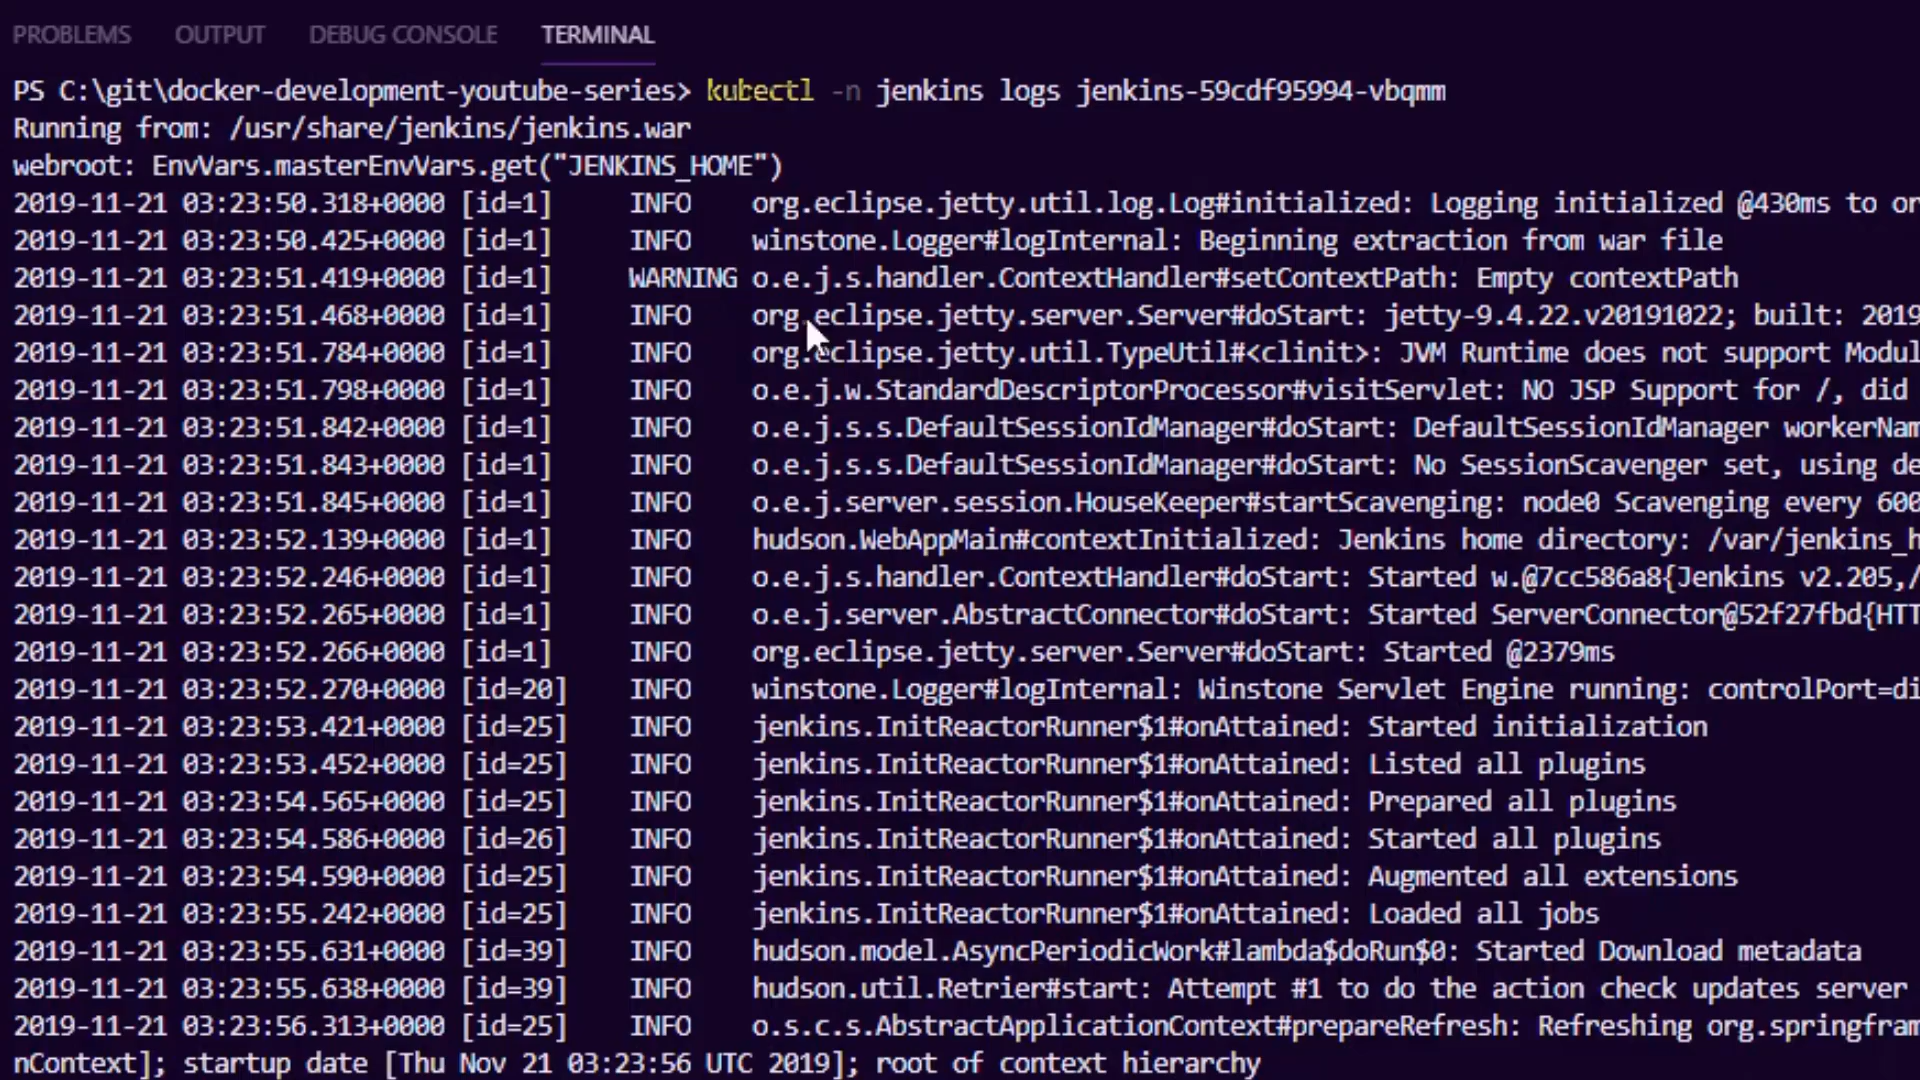 PROBLEMS OUTPUT DEBUG CONSOLE TERMINAL
PS C:\git\docker-development-youtube-series> kubectl -n jenkins logs jenkins-59cdf95994-vbqmm
Running from: /usr/share/jenkins/jenkins.war
webroot: EnvVars.masterEnvVars.get("JENKINS_HOME")
2019-11-21 03:23:50.318+0000 [id=1] INFO org.eclipse.jetty.util.log.Log#initialized: Logging initialized @430ms to or
2019-11-21 03:23:50.425+0000 [id=1] INFO winstone.Logger#logInternal: Beginning extraction from war file
2019-11-21 03:23:51.419+0000 [id=1] WARNING o.e.j.s.handler.ContextHandler#setContextPath: Empty contextPath
2019-11-21 03:23:51.468+0000 [id=1] INFO org.eclipse.jetty.server.Server#doStart: jetty-9.4.22.v20191022; built: 2019
2019-11-21 03:23:51.784+0000 [id=1] INFO org.eclipse.jetty.util.TypeUtil#<clinit>: JVM Runtime does not support Modul
2019-11-21 03:23:51.798+0000 [id=1] INFO o.e.j.w.StandardDescriptorProcessor#visitServlet: NO JSP Support for /, did
2019-11-21 03:23:51.842+0000 [id=1] INFO o.e.j.s.s.DefaultSessionIdManager#doStart: DefaultSessionIdManager workerNam
2019-11-21 03:23:51.843+0000 [id=1] INFO o.e.j.s.s.DefaultSessionIdManager#doStart: No SessionScavenger set, using de
2019-11-21 03:23:51.845+0000 [id=1] INFO o.e.j.server.session.HouseKeeper#startScavenging: node0 Scavenging every 600
2019-11-21 03:23:52.139+0000 [id=1] INFO hudson.WebAppMain#contextInitialized: Jenkins home directory: /var/jenkins_h
2019-11-21 03:23:52.246+0000 [id=1] INFO o.e.j.s.handler.ContextHandler#doStart: Started w.@7cc586a8{Jenkins v2.205,/
2019-11-21 03:23:52.265+0000 [id=1] INFO o.e.j.server.AbstractConnector#doStart: Started ServerConnector@52f27fbd{HTT
2019-11-21 03:23:52.266+0000 [id=1] INFO org.eclipse.jetty.server.Server#doStart: Started @2379ms
2019-11-21 03:23:52.270+0000 [id=20] INFO winstone.Logger#logInternal: Winstone Servlet Engine running: controlPort=di
2019-11-21 03:23:53.421+0000 [id=25] INFO jenkins.InitReactorRunner$1#onAttained: Started initialization
2019-11-21 03:23:53.452+0000 [id=25] INFO jenkins.InitReactorRunner$1#onAttained: Listed all plugins
2019-11-21 03:23:54.565+0000 [id=25] INFO jenkins.InitReactorRunner$1#onAttained: Prepared all plugins
2019-11-21 03:23:54.586+0000 [id=26] INFO jenkins.InitReactorRunner$1#onAttained: Started all plugins
2019-11-21 03:23:54.590+0000 [id=25] INFO jenkins.InitReactorRunner$1#onAttained: Augmented all extensions
2019-11-21 03:23:55.242+0000 [id=25] INFO jenkins.InitReactorRunner$1#onAttained: Loaded all jobs
2019-11-21 03:23:55.631+0000 [id=39] INFO hudson.model.AsyncPeriodicWork#lambda$doRun$0: Started Download metadata
2019-11-21 03:23:55.638+0000 [id=39] INFO hudson.util.Retrier#start: Attempt #1 to do the action check updates server
2019-11-21 03:23:56.313+0000 [id=25] INFO o.s.c.s.AbstractApplicationContext#prepareRefresh: Refreshing org.springfram
nContext]; startup date [Thu Nov 21 03:23:56 UTC 2019]; root of context hierarchy